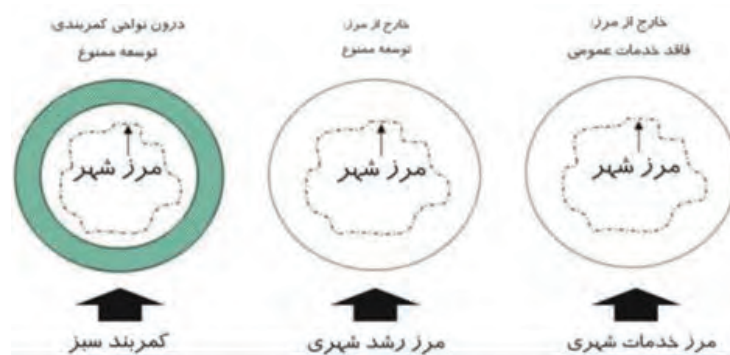 خارج از مرز:
فاقد خدمات عمومی
مرز شهر
مرز خدمات شهری
خارج از مرز:
توسعه ممنوع
مرز شهر
مرز رشد شهری
درون نواحی کمربندی:
توسعه ممنوع
مرز شهر
کمربند سبز